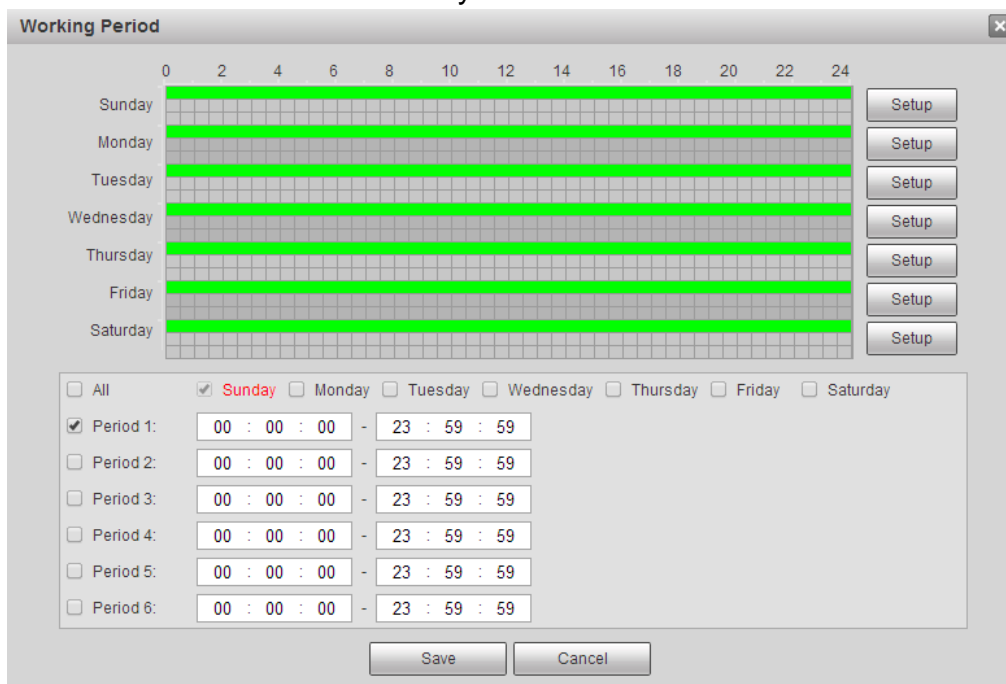 Working Period
0 2 4 6 8 10 12 14 16 18 20 22 24
Sunday Setup
Monday Setup
Tuesday Setup
Wednesday Setup
Thursday Setup
Friday Setup
Saturday Setup
All Sunday Monday Tuesday Wednesday Thursday Friday Saturday
Period 1: 00 : 00 : 00 - 23 : 59 : 59
Period 2: 00 : 00 : 00 - 23 : 59 : 59
Period 3: 00 : 00 : 00 - 23 : 59 : 59
Period 4: 00 : 00 : 00 - 23 : 59 : 59
Period 5: 00 : 00 : 00 - 23 : 59 : 59
Period 6: 00 : 00 : 00 - 23 : 59 : 59
Save Cancel